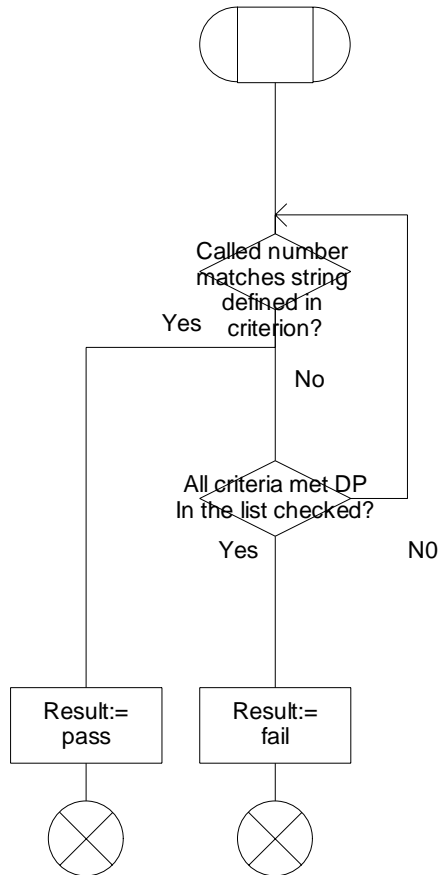 Called number
matches string
defined in
criterion?
Yes
No
All criteria met DP
In the list checked?
Yes
N0
Result:=
pass
Result:=
fail